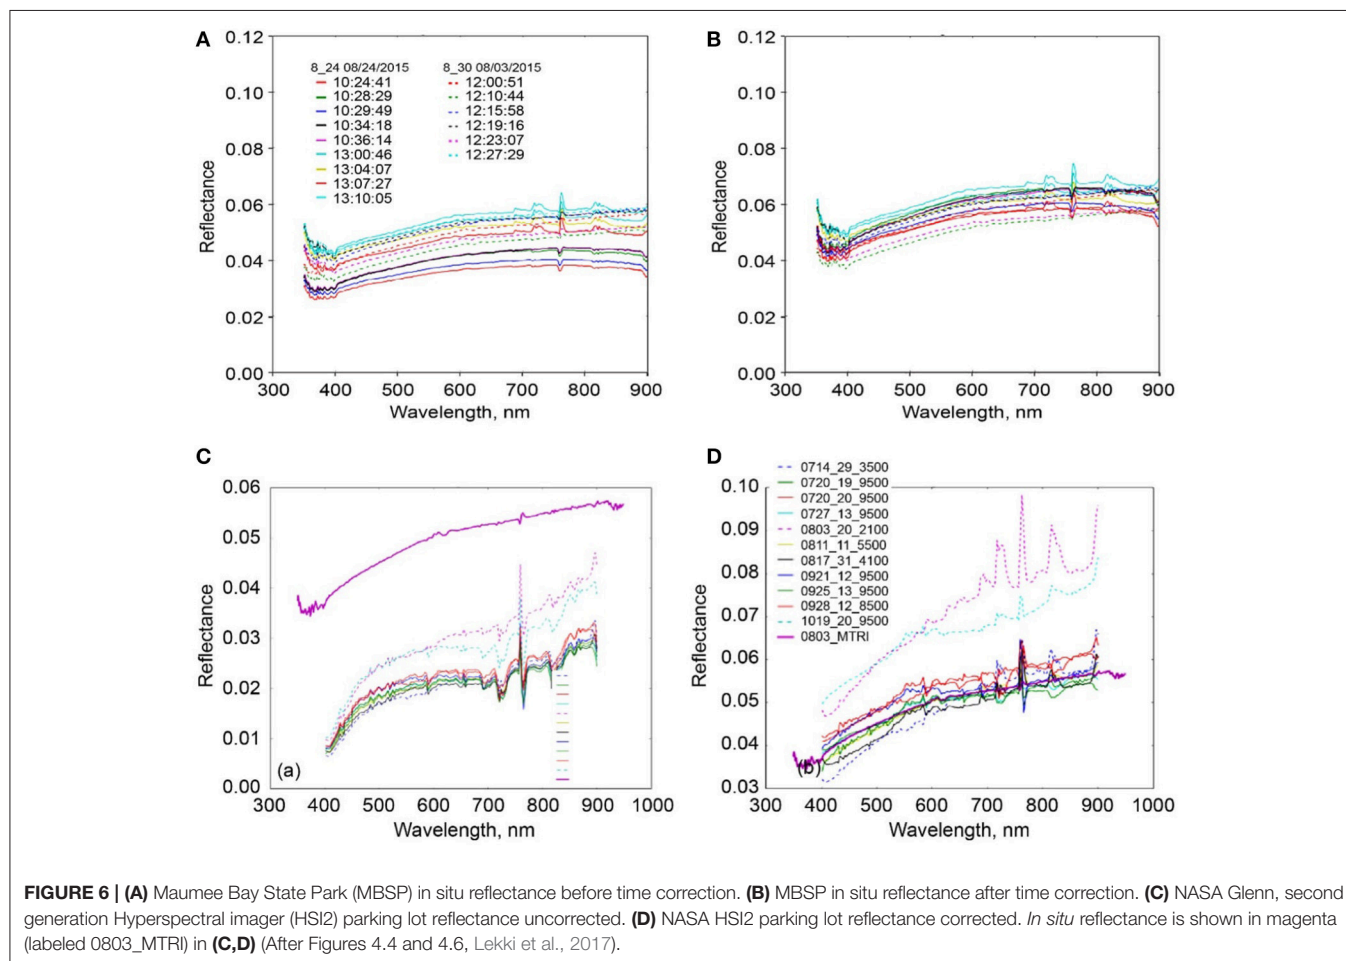 A
0.12
0.10
0.08
0.06
0.04
0.02
0.00
Reflectance
8_24 08/24/2015
10:24:41
10:28:29
10:29:49
10:34:18
10:36:14
13:00:46
13:04:07
13:07:27
13:10:05
8_30 08/03/2015
12:00:51
12:10:44
12:15:58
12:19:16
12:23:07
12:27:29
300 400 500 600 700 800 900
Wavelength, nm
B
0.12
0.10
0.08
0.06
0.04
0.02
0.00
Reflectance
300 400 500 600 700 800 900
Wavelength, nm
C
0.06
0.05
0.04
0.03
0.02
0.01
0.00
Reflectance
(a)
300 400 500 600 700 800 900 1000
Wavelength, nm
D
0.10
0.09
0.08
0.07
0.06
0.05
0.04
0.03
Reflectance
0714_29_3500
0720_19_9500
0720_20_9500
0727_13_9500
0803_20_2100
0811_11_5500
0817_31_4100
0921_12_9500
0925_13_9500
0928_12_8500
1019_20_9500
0803_MTRI
(b)
300 400 500 600 700 800 900 1000
Wavelength, nm
FIGURE 6 | (A) Maumee Bay State Park (MBSP) in situ reflectance before time correction. (B) MBSP in situ reflectance after time correction. (C) NASA Glenn, second
generation Hyperspectral imager (HSI2) parking lot reflectance uncorrected. (D) NASA HSI2 parking lot reflectance corrected. In situ reflectance is shown in magenta
(labeled 0803_MTRI) in (C,D) (After Figures 4.4 and 4.6, Lekki et al., 2017).